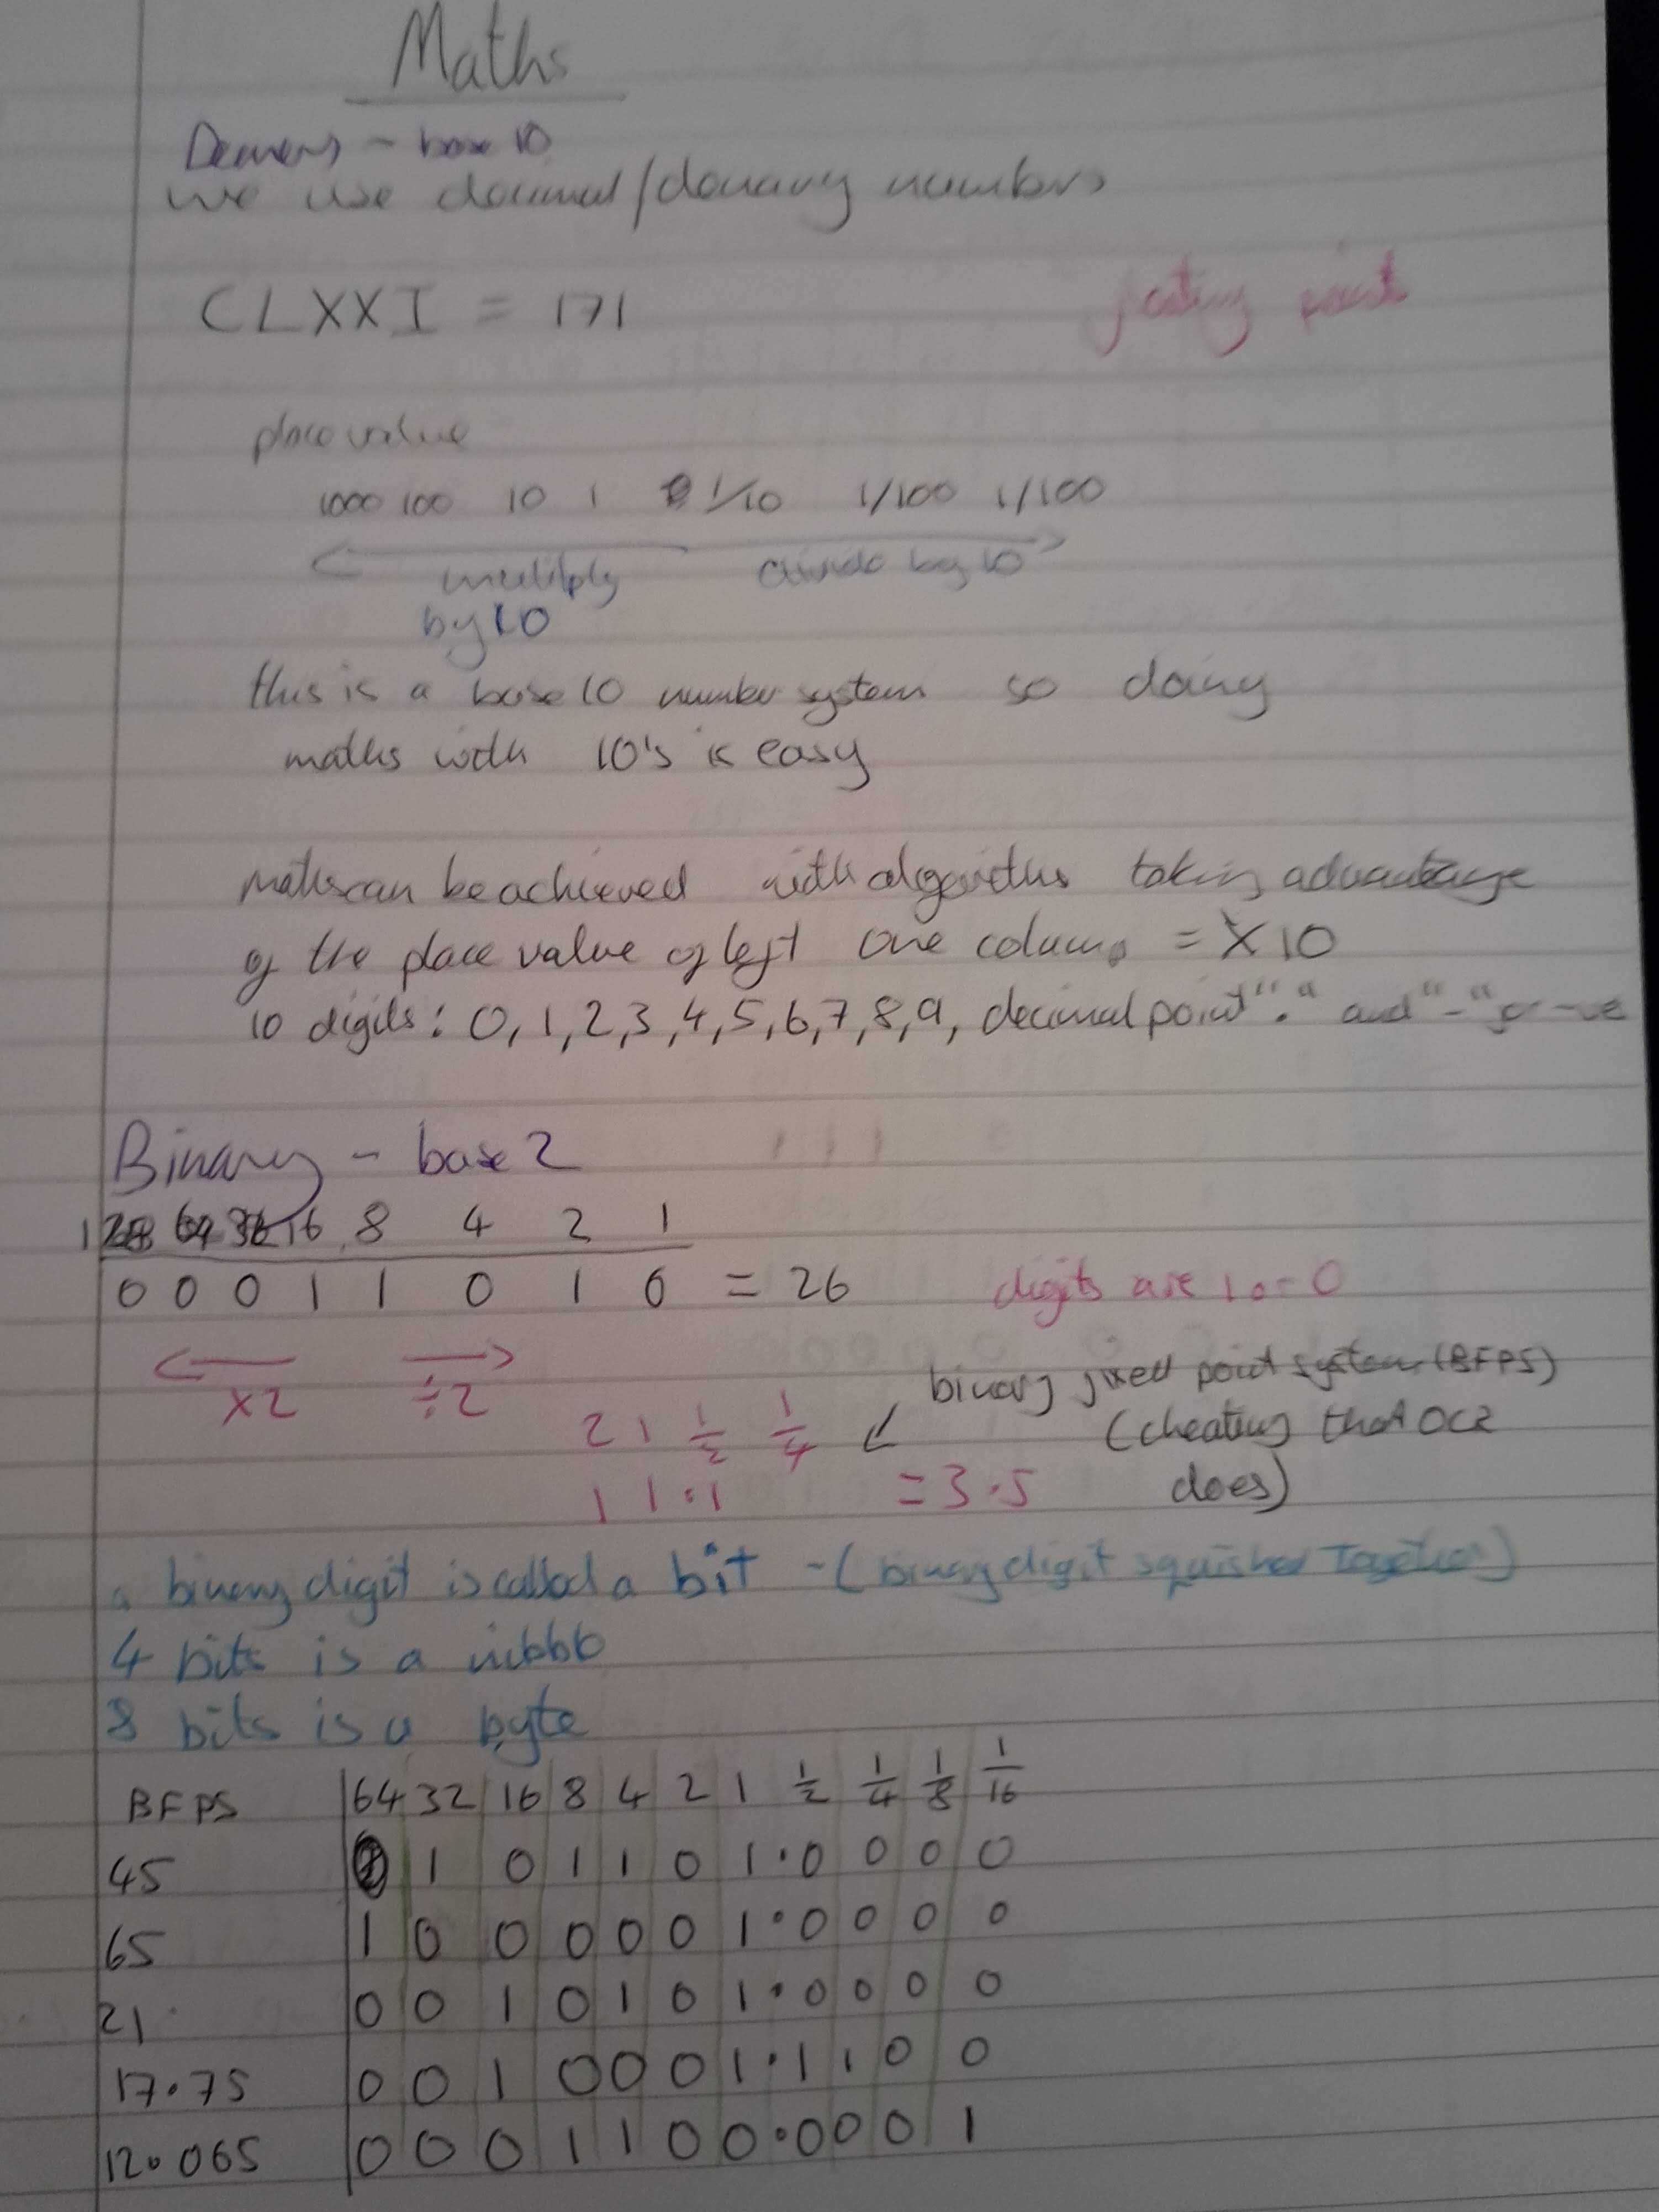 Maths
Denary - base 10
we use decimal/denary numbers
CLXXI = 171
floating point
place value
1000 100 10 1 1/10 1/100 1/100
multiply by 10
divide by 10
this is a base 10 number system so doing
maths with 10's is easy
maths can be achieved with algorithms taking advantage
of the place value of left one column = X10
10 digits: 0,1,2,3,4,5,6,7,8,9, decimal point "." and "-" for -ve
Binary - base 2
128 64 32 16 8 4 2 1
0 0 0 1 1 0 1 0 = 26
digits are 1 or 0
x2 ÷2
binary fixed point system (BFPS)
(cheating that OCR
does)
2 1 1/2 1/4
1 1.1 = 3.5
a binary digit is called a bit - (binary digit squished together)
4 bits is a nibble
8 bits is a byte
BFPS 64 32 16 8 4 2 1 1/2 1/4 1/8 1/16
45 0 1 0 1 1 0 1.0 0 0 0
65 1 0 0 0 0 0 1.0 0 0 0
21 0 0 1 0 1 0 1.0 0 0 0
17.75 0 0 1 0 0 0 1.1 1 0 0
12.065 0 0 0 1 1 0 0.0 0 0 1